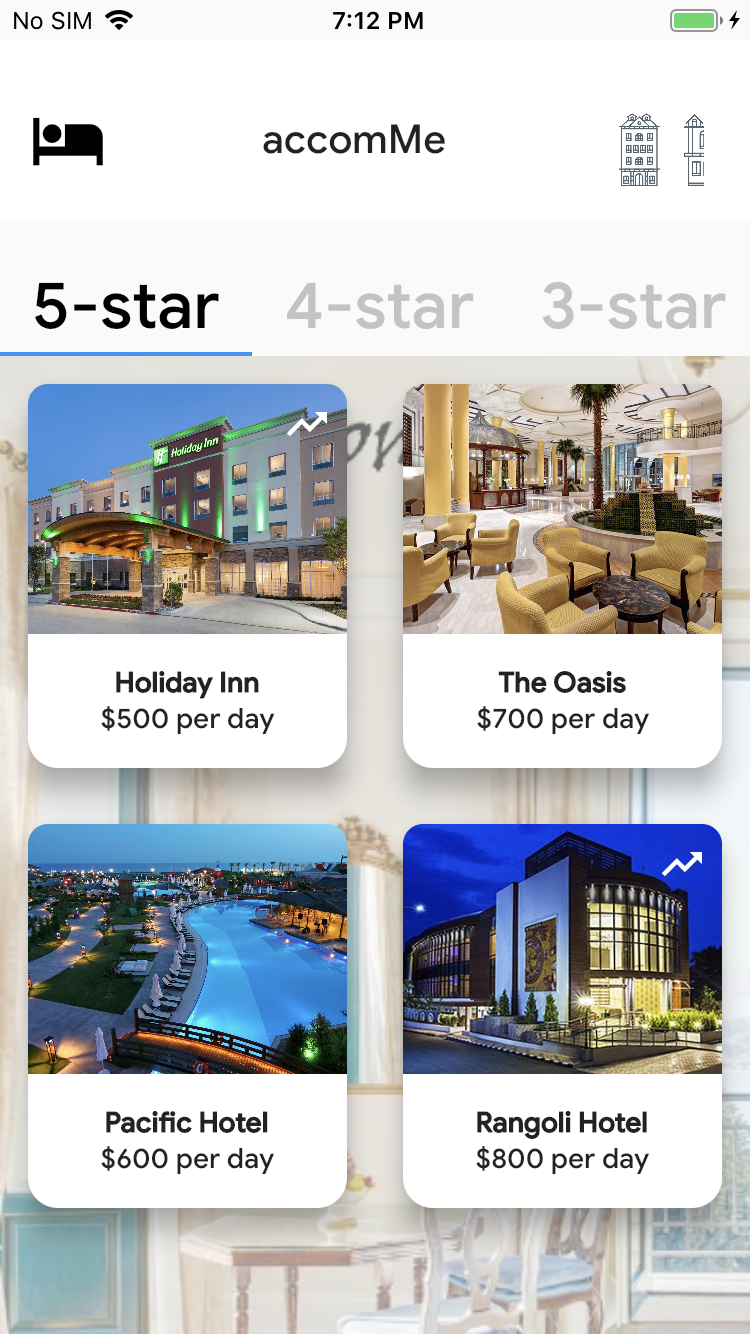 No SIM 7:12 PM
accomMe
5-star 4-star 3-star
Holiday Inn
Holiday Inn
$500 per day
The Oasis
$700 per day
Pacific Hotel
$600 per day
Rangoli Hotel
$800 per day